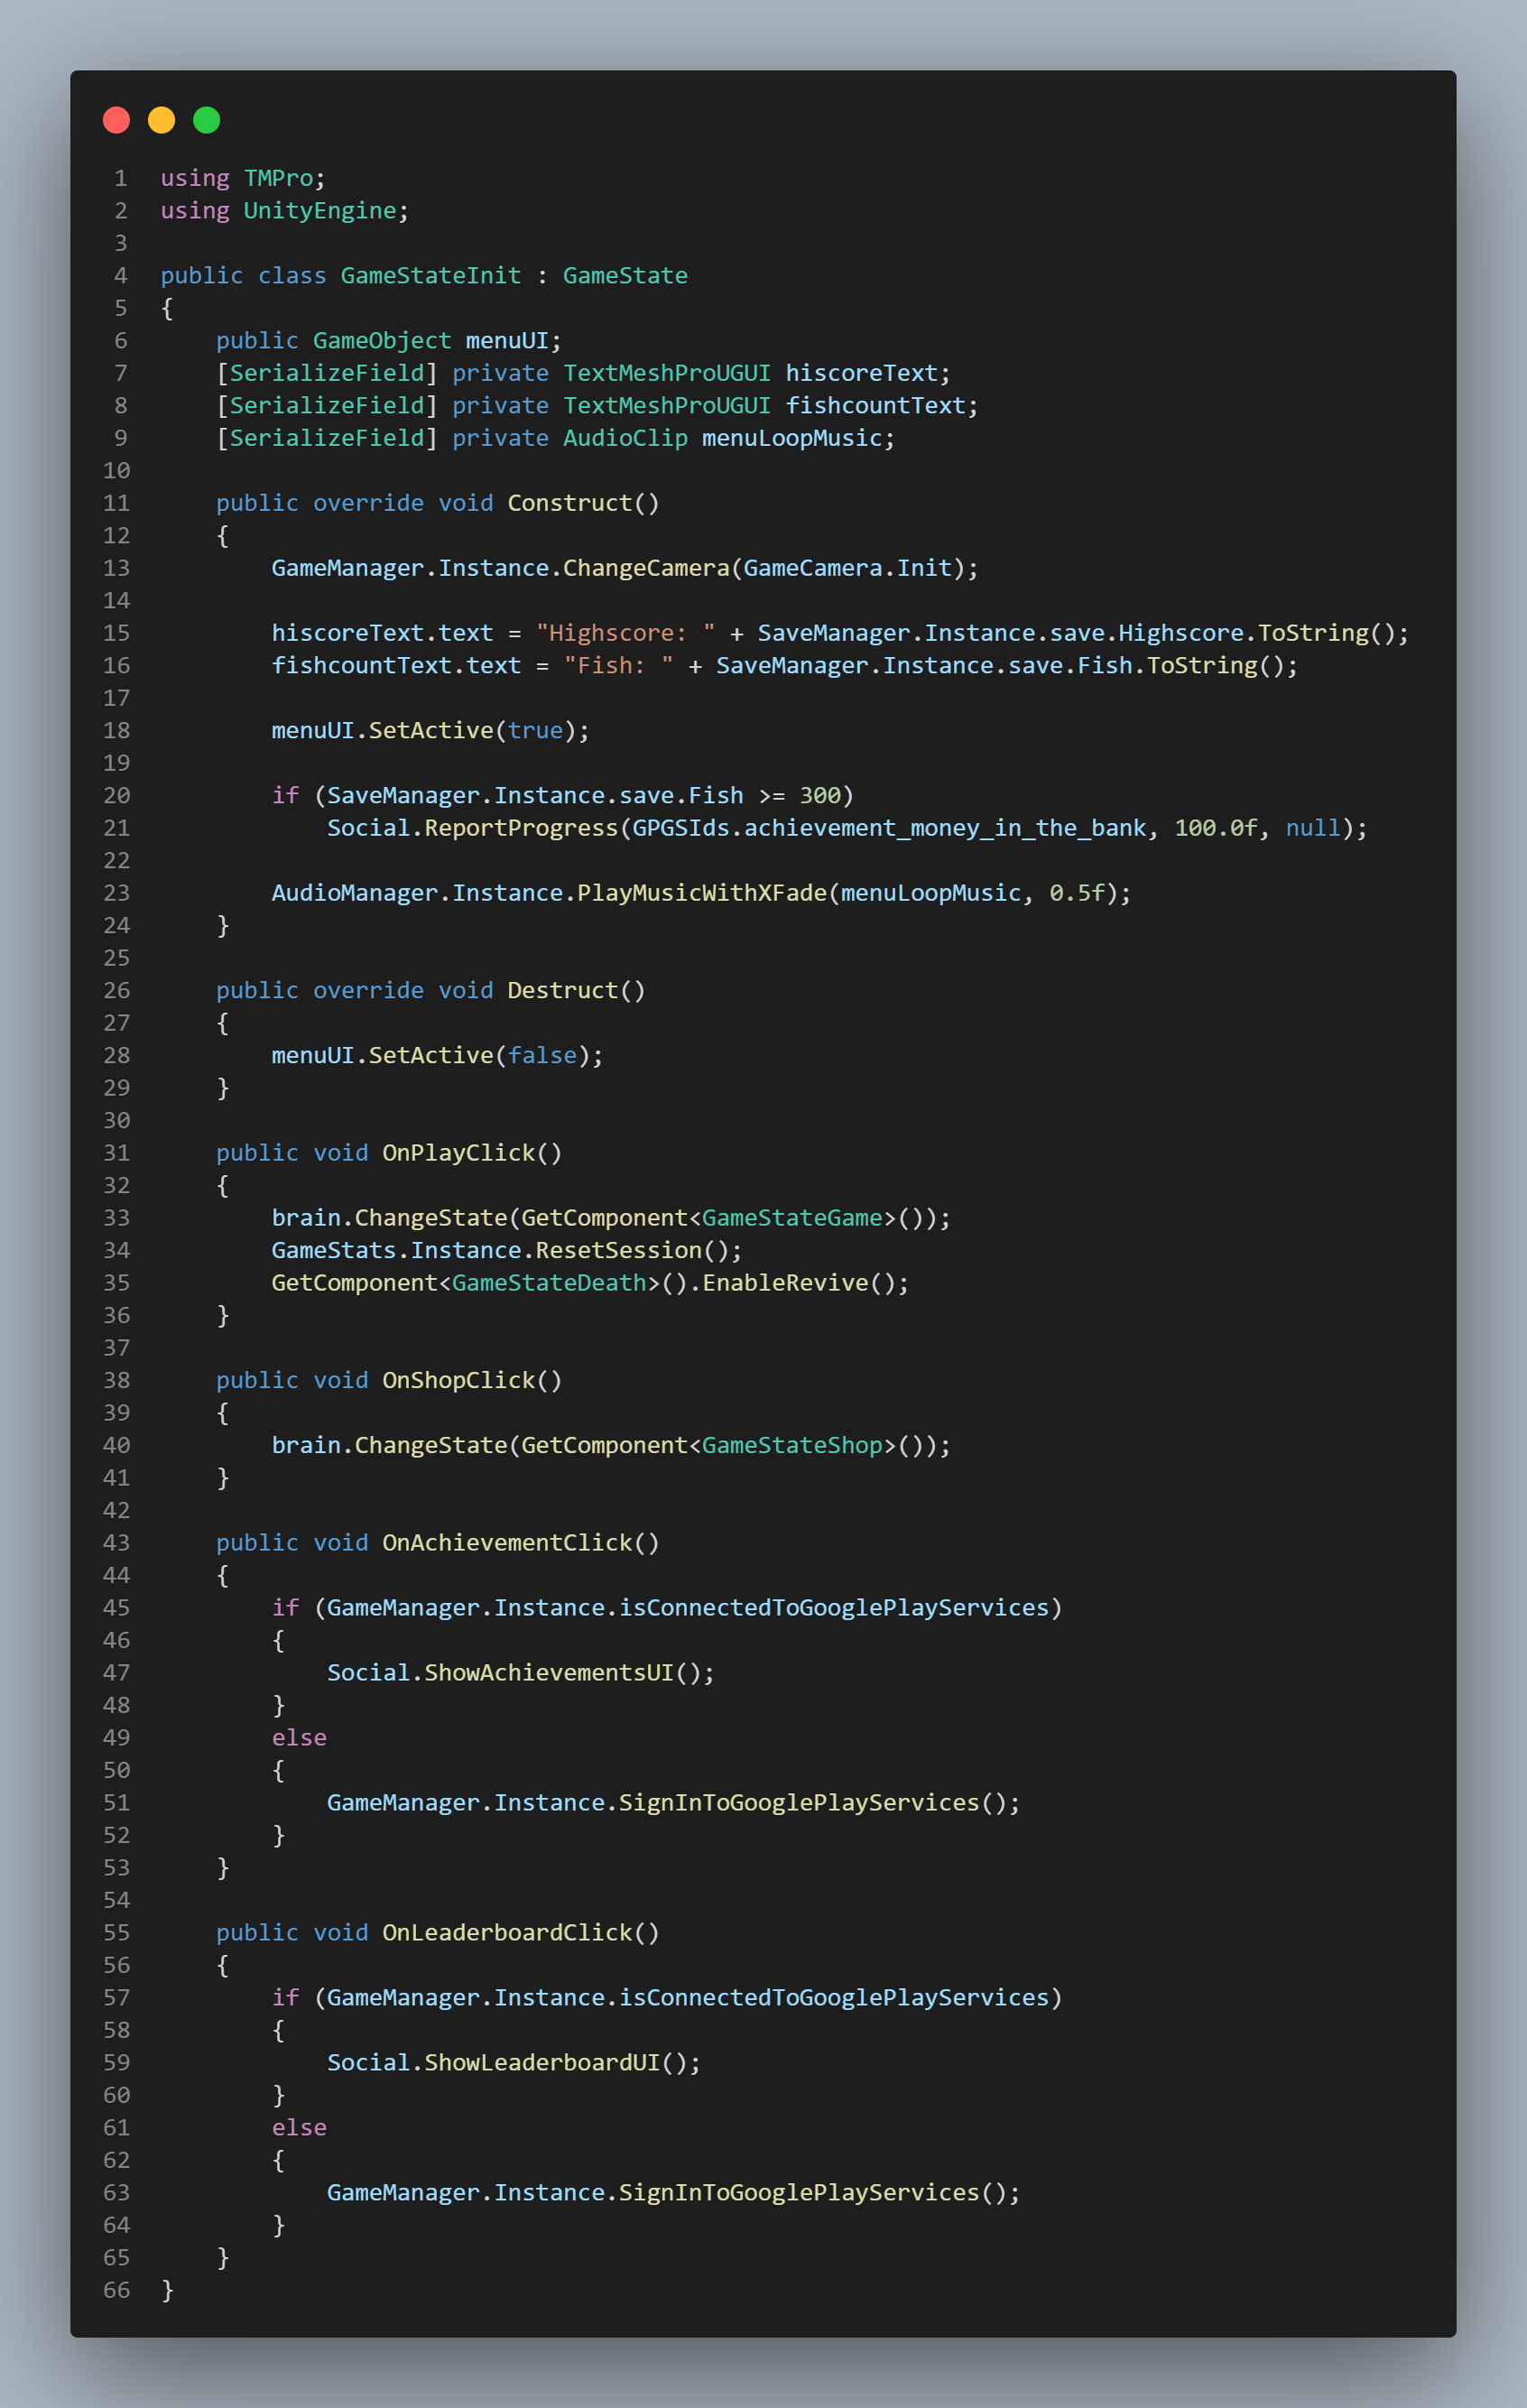 1 using TMPro;
2 using UnityEngine;
3
4 public class GameStateInit : GameState
5 {
6     public GameObject menuUI;
7     [SerializeField] private TextMeshProUGUI hiscoreText;
8     [SerializeField] private TextMeshProUGUI fishcountText;
9     [SerializeField] private AudioClip menuLoopMusic;
10
11     public override void Construct()
12     {
13         GameManager.Instance.ChangeCamera(GameCamera.Init);
14
15         hiscoreText.text = "Highscore: " + SaveManager.Instance.save.Highscore.ToString();
16         fishcountText.text = "Fish: " + SaveManager.Instance.save.Fish.ToString();
17
18         menuUI.SetActive(true);
19
20         if (SaveManager.Instance.save.Fish >= 300)
21             Social.ReportProgress(GPGSIds.achievement_money_in_the_bank, 100.0f, null);
22
23         AudioManager.Instance.PlayMusicWithXFade(menuLoopMusic, 0.5f);
24     }
25
26     public override void Destruct()
27     {
28         menuUI.SetActive(false);
29     }
30
31     public void OnPlayClick()
32     {
33         brain.ChangeState(GetComponent<GameStateGame>());
34         GameStats.Instance.ResetSession();
35         GetComponent<GameStateDeath>().EnableRevive();
36     }
37
38     public void OnShopClick()
39     {
40         brain.ChangeState(GetComponent<GameStateShop>());
41     }
42
43     public void OnAchievementClick()
44     {
45         if (GameManager.Instance.isConnectedToGooglePlayServices)
46         {
47             Social.ShowAchievementsUI();
48         }
49         else
50         {
51             GameManager.Instance.SignInToGooglePlayServices();
52         }
53     }
54
55     public void OnLeaderboardClick()
56     {
57         if (GameManager.Instance.isConnectedToGooglePlayServices)
58         {
59             Social.ShowLeaderboardUI();
60         }
61         else
62         {
63             GameManager.Instance.SignInToGooglePlayServices();
64         }
65     }
66 }